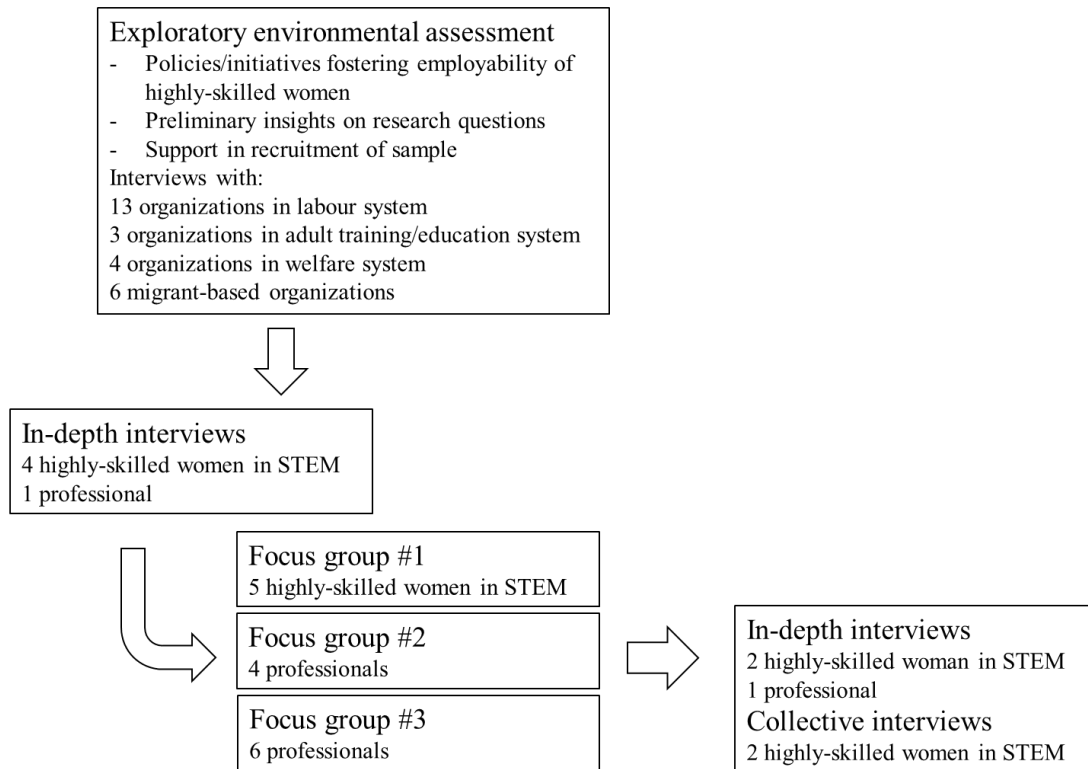 Exploratory environmental assessment
- Policies/initiatives fostering employability of
highly-skilled women
- Preliminary insights on research questions
- Support in recruitment of sample
Interviews with:
13 organizations in labour system
3 organizations in adult training/education system
4 organizations in welfare system
6 migrant-based organizations
In-depth interviews
4 highly-skilled women in STEM
1 professional
Focus group #1
5 highly-skilled women in STEM
Focus group #2
4 professionals
Focus group #3
6 professionals
In-depth interviews
2 highly-skilled woman in STEM
1 professional
Collective interviews
2 highly-skilled women in STEM